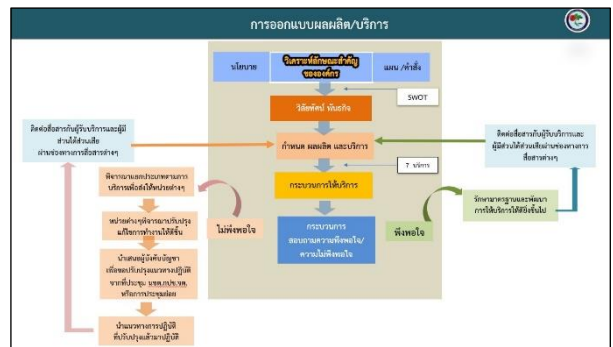 การออกแบบผลผลิต/บริการ
นโยบาย
วิเคราะห์ลักษณะสำคัญ
ขององค์กร
แผน /คำสั่ง
SWOT
วิสัยทัศน์ พันธกิจ
กำหนด ผลผลิต และบริการ
7 บริการ
กระบวนการให้บริการ
กระบวนการ
สอบถามความพึงพอใจ/
ความไม่พึงพอใจ
ไม่พึงพอใจ
พึงพอใจ
ติดต่อสื่อสารกับผู้รับบริการและผู้มี
ส่วนได้ส่วนเสีย
ผ่านช่องทางการสื่อสารต่างๆ
พิจารณาแยกประเภทตามการ
บริการเพื่อส่งให้หน่วยต่างๆ
หน่วยต่างๆพิจารณาปรับปรุง
แก้ไขการทำงานให้ดีขึ้น
นำเสนอผู้บังคับบัญชา
เพื่อขอปรับปรุงแนวทางปฏิบัติ
จากที่ประชุม
หรือการประชุมย่อย
นำแนวทางการปฏิบัติ
ที่ปรับปรุงแล้วมาปฏิบัติ
ติดต่อสื่อสารกับผู้รับบริการและ
ผู้มีส่วนได้ส่วนเสียผ่านช่องทางการ
สื่อสารต่างๆ
รักษามาตรฐานและพัฒนา
การให้บริการให้ดียิ่งขึ้นไป